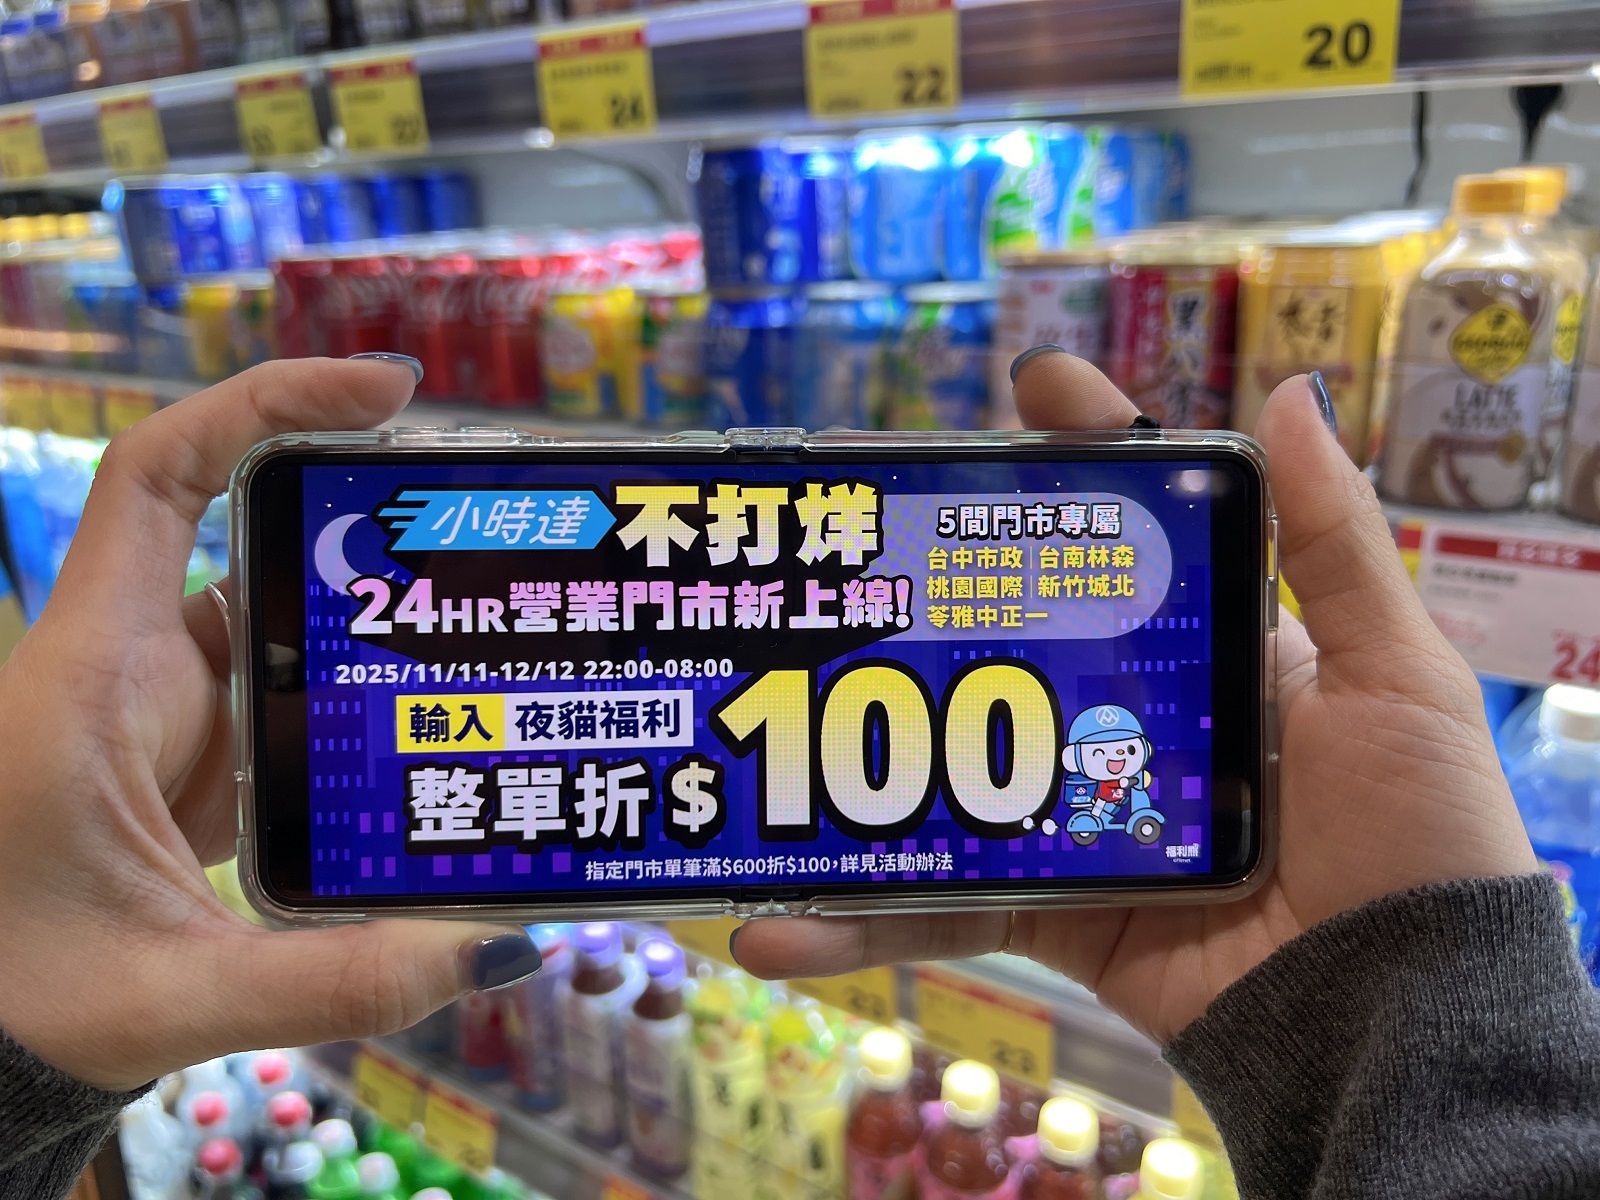 20
22
24
小時達 不打烊
24HR營業門市新上線!
5間門市專屬
台中市政|台南林森
桃園國際|新竹城北
苓雅中正一
2025/11/11-12/12 22:00-08:00
輸入 夜貓福利
整單折$100
指定門市單筆滿$600折$100,詳見活動辦法
福利熊
LATTE
24
23